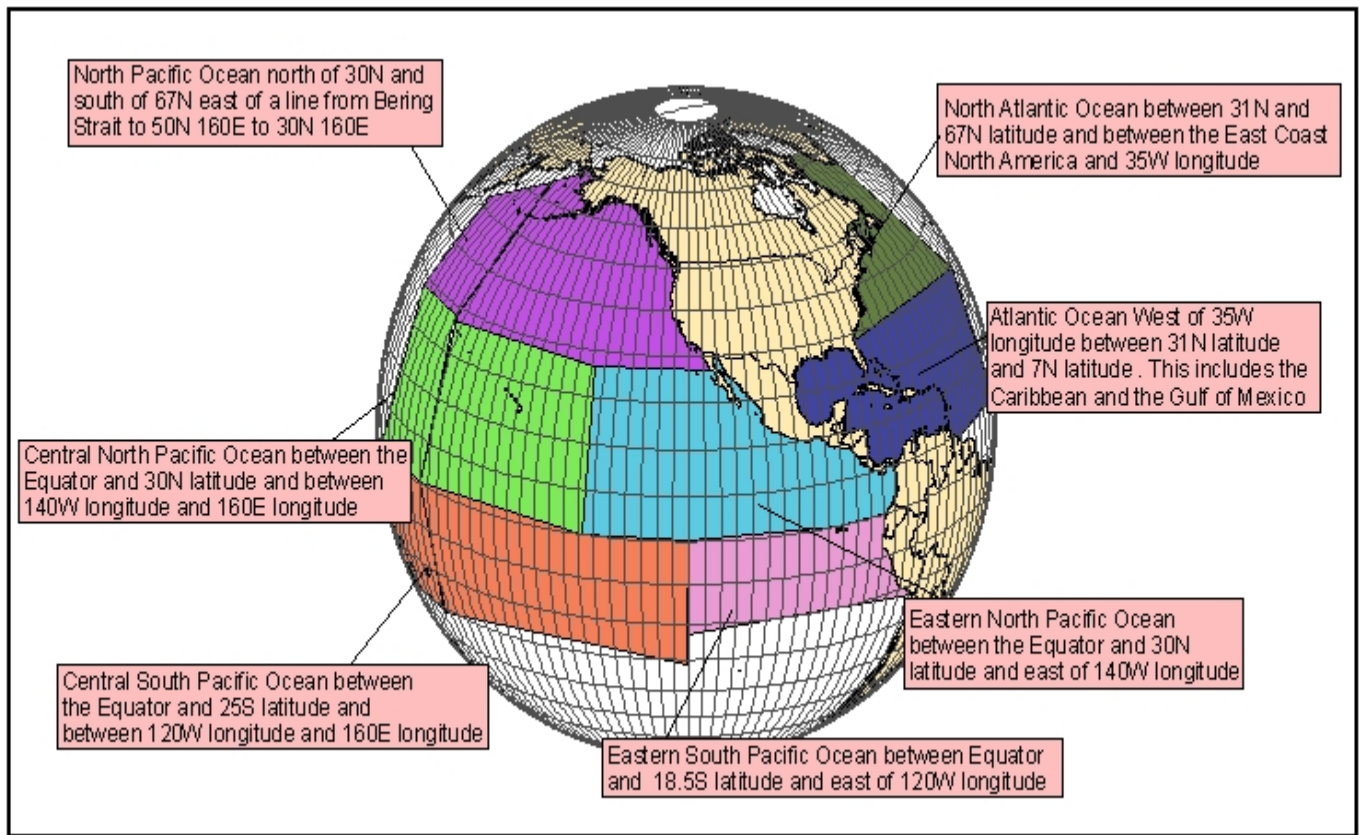 North Pacific Ocean north of 30N and
south of 67N east of a line from Bering
Strait to 50N 160E to 30N 160E
North Atlantic Ocean between 31N and
67N latitude and between the East Coast
North America and 35W longitude
Atlantic Ocean West of 35W
longitude between 31N latitude
and 7N latitude . This includes the
Caribbean and the Gulf of Mexico
Central North Pacific Ocean between the
Equator and 30N latitude and between
140W longitude and 160E longitude
Eastern North Pacific Ocean
between the Equator and 30N
latitude and east of 140W longitude
Central South Pacific Ocean between
the Equator and 25S latitude and
between 120W longitude and 160E longitude
Eastern South Pacific Ocean between Equator
and 18.5S latitude and east of 120W longitude